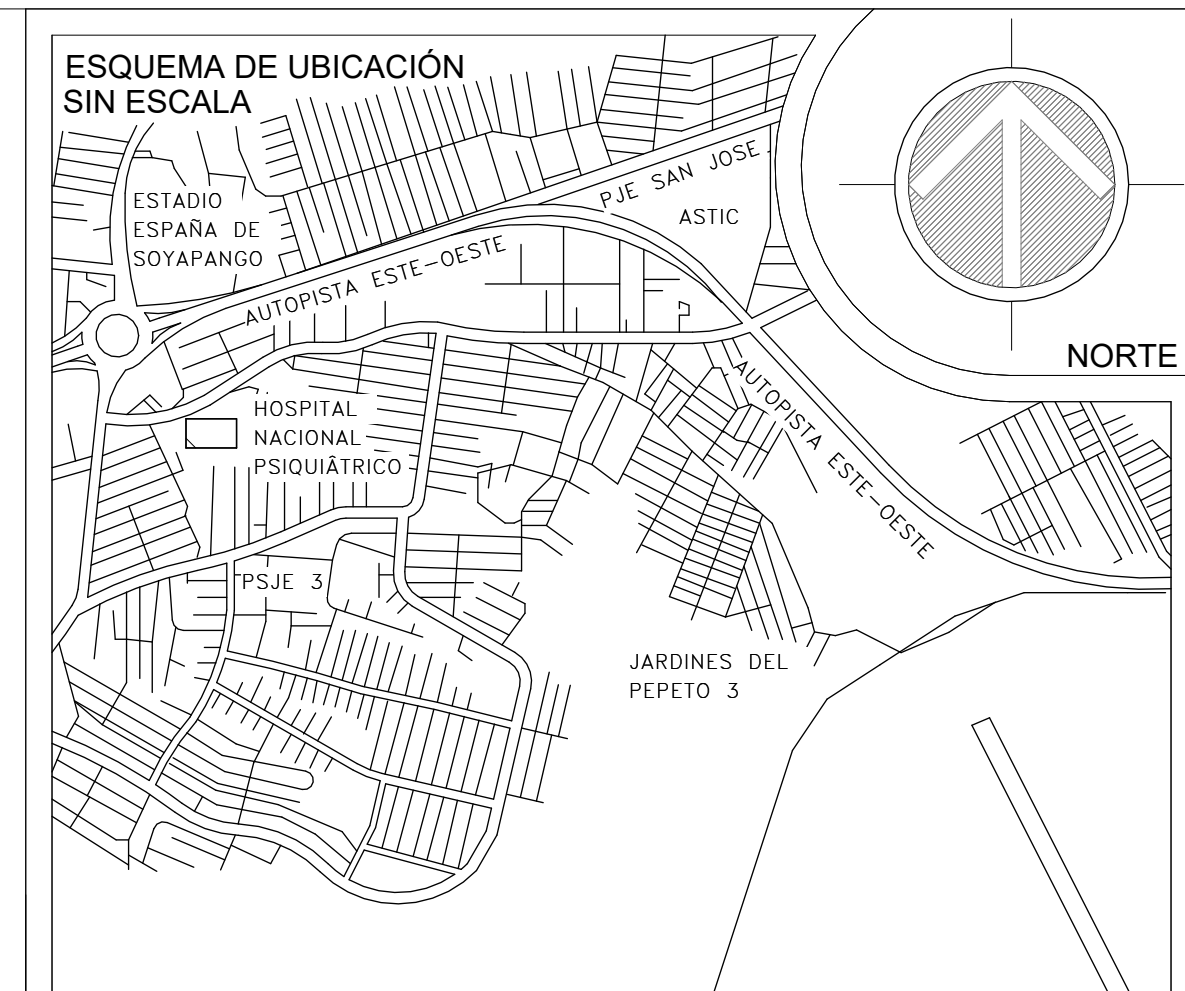 ESQUEMA DE UBICACIÓN
SIN ESCALA
NORTE
ESTADIO
ESPAÑA DE
SOYAPANGO
PJE SAN JOSE
ASTIC
AUTOPISTA ESTE-OESTE
HOSPITAL
NACIONAL
PSIQUIÂTRICO
AUTOPISTA ESTE-OESTE
PSJE 3
JARDINES DEL
PEPETO 3